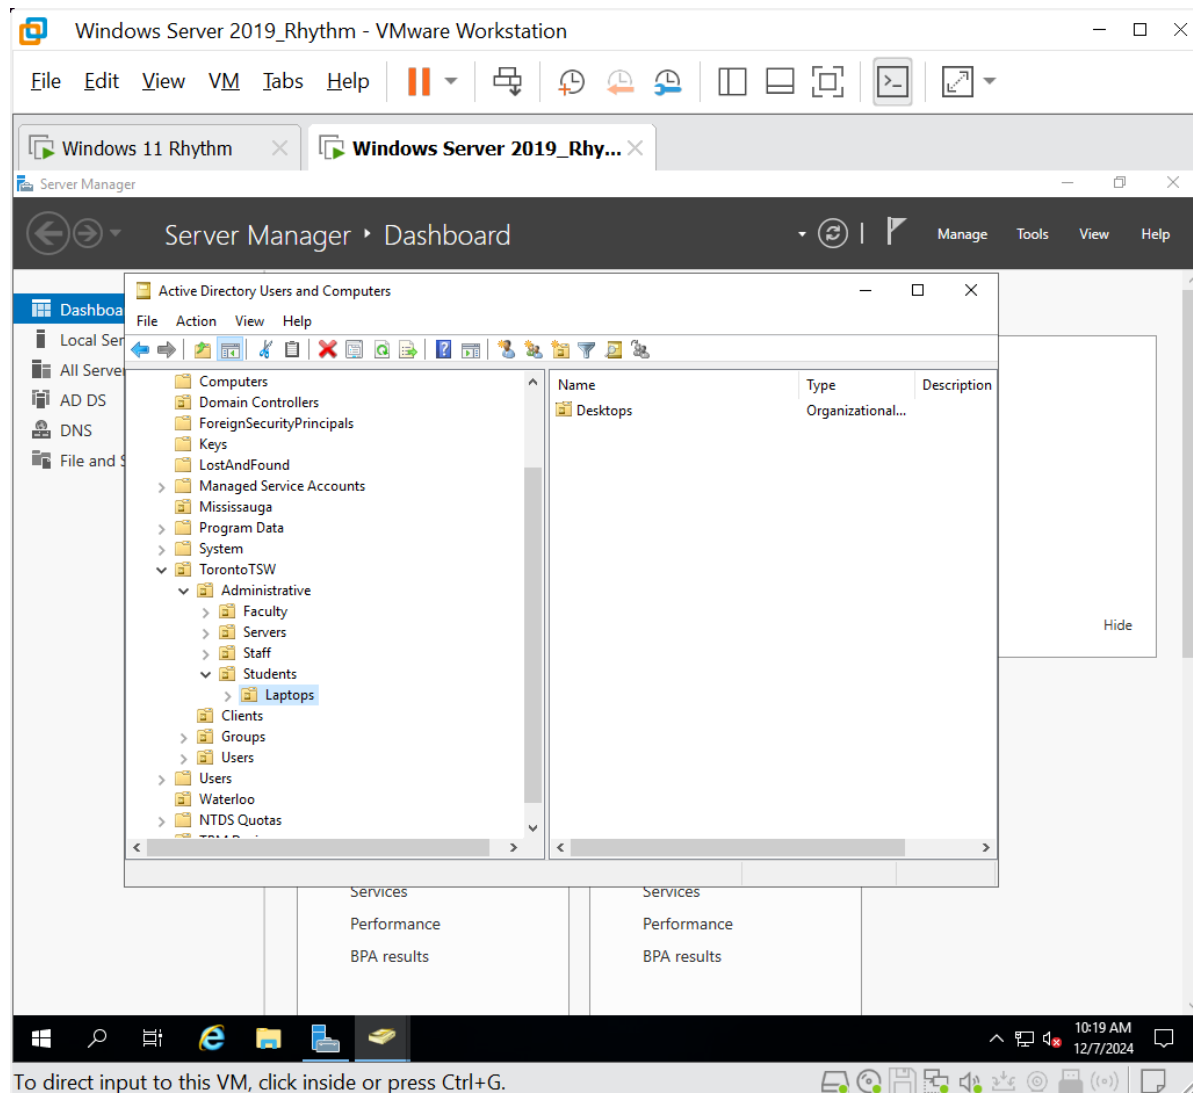 Windows Server 2019_Rhythm - VMware Workstation
File Edit View VM Tabs Help
Windows 11 Rhythm
Windows Server 2019_Rhy...
Server Manager
Server Manager • Dashboard
Manage Tools View Help
Dashboa
Local Ser
All Server
AD DS
DNS
File and S
Active Directory Users and Computers
File Action View Help
Computers
Domain Controllers
ForeignSecurityPrincipals
Keys
LostAndFound
Managed Service Accounts
Mississauga
Program Data
System
TorontoTSW
Administrative
Faculty
Servers
Staff
Students
Laptops
Clients
Groups
Users
Users
Waterloo
NTDS Quotas
Name Type Description
Desktops Organizational...
Hide
Services
Performance
BPA results
Services
Performance
BPA results
10:19 AM
12/7/2024
To direct input to this VM, click inside or press Ctrl+G.